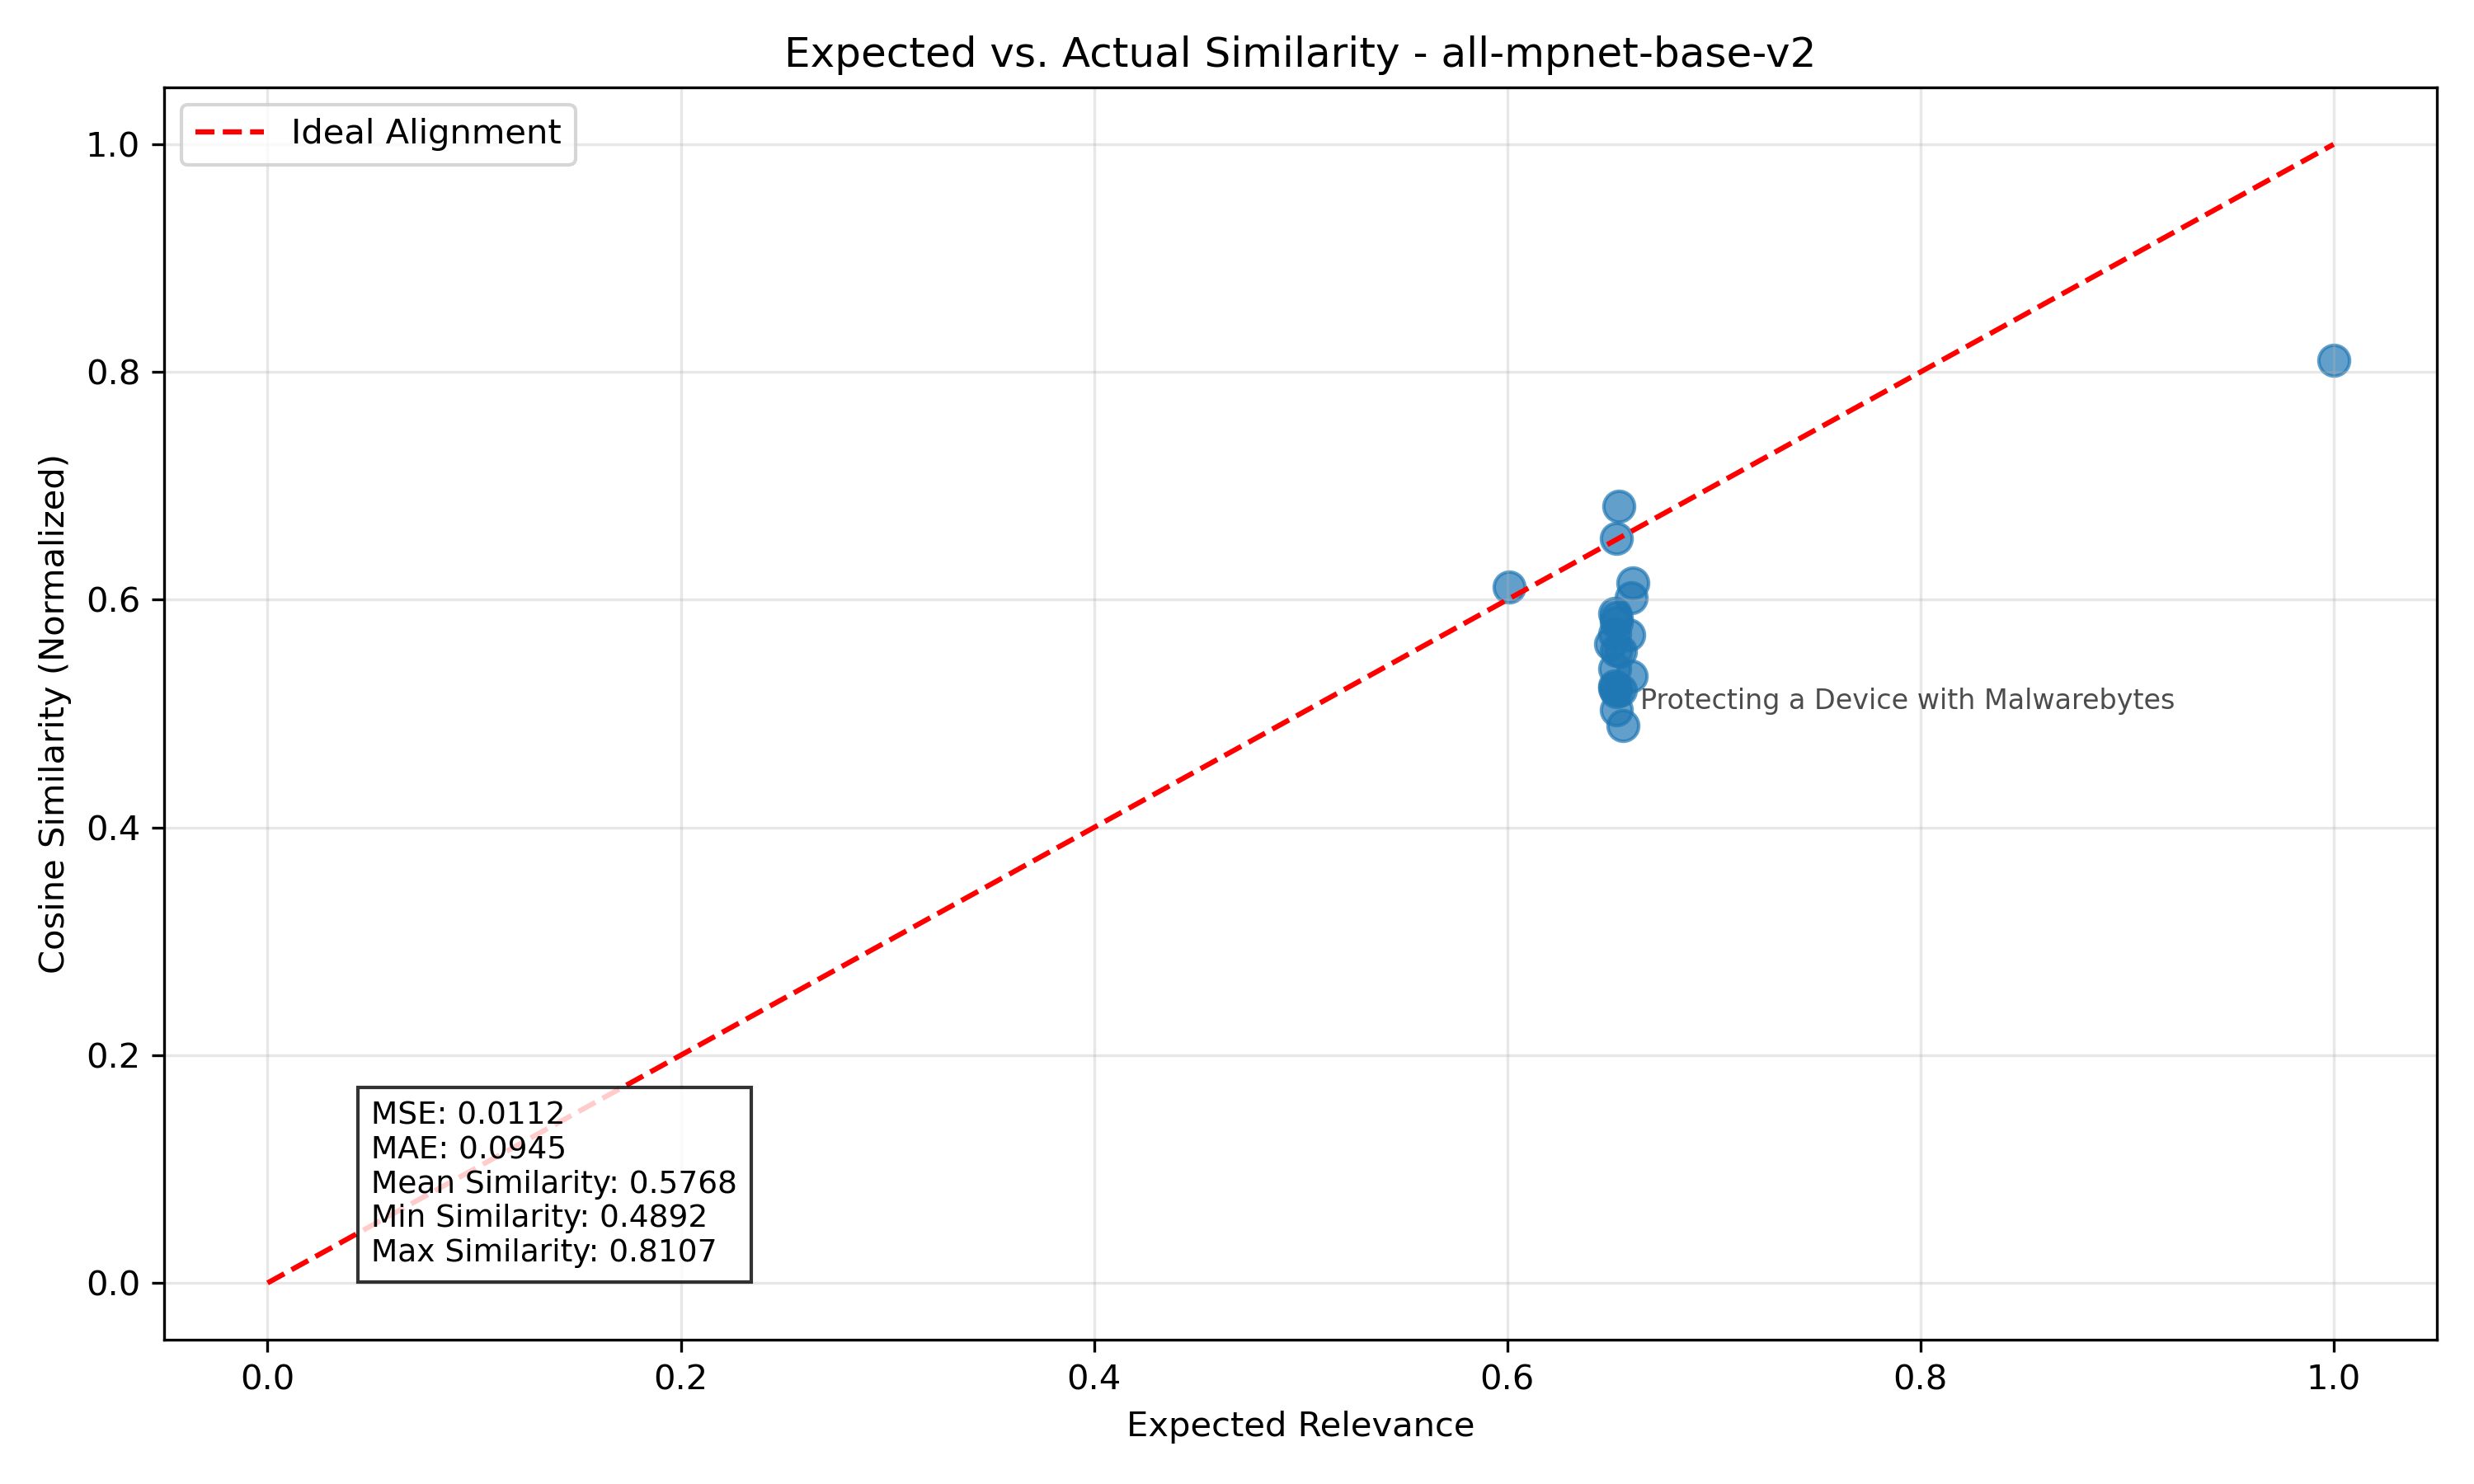 Expected vs. Actual Similarity - all-mpnet-base-v2
Ideal Alignment
1.0
0.8
0.6
0.4
0.2
0.0
Cosine Similarity (Normalized)
Protecting a Device with Malwarebytes
MSE: 0.0112
MAE: 0.0945
Mean Similarity: 0.5768
Min Similarity: 0.4892
Max Similarity: 0.8107
0.0 0.2 0.4 0.6 0.8 1.0
Expected Relevance